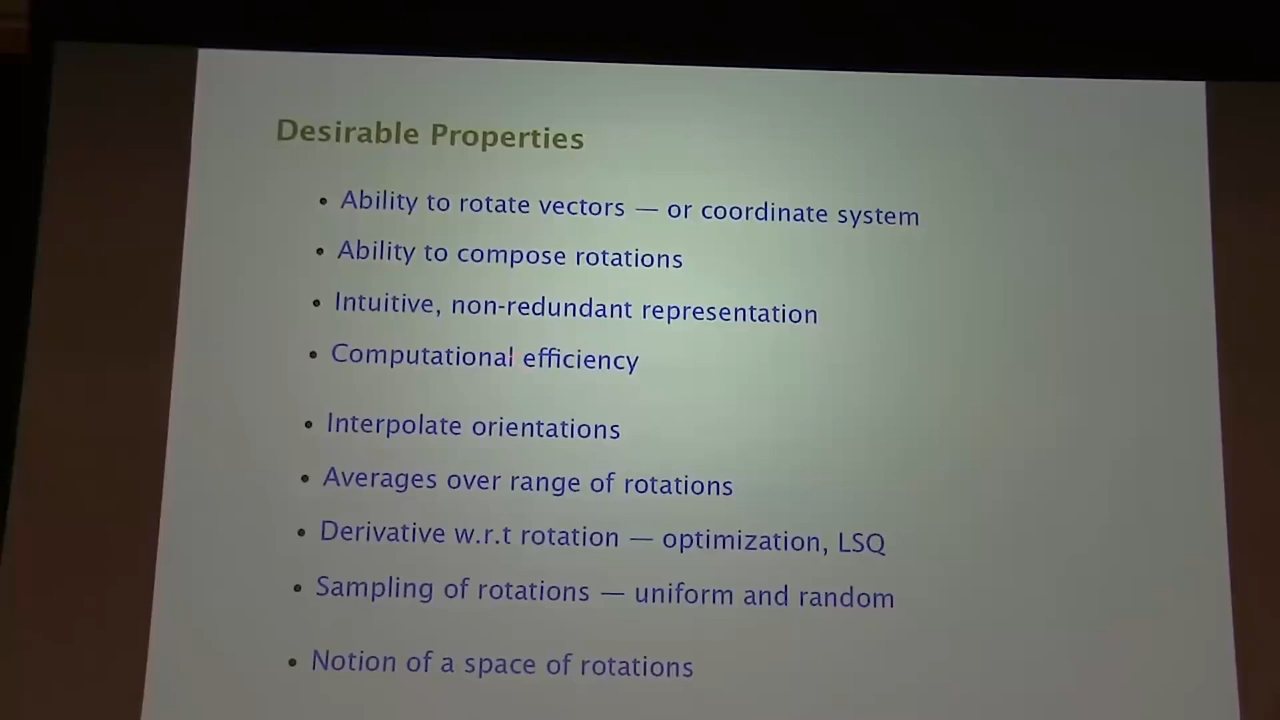 Desirable Properties
• Ability to rotate vectors — or coordinate system
• Ability to compose rotations
• Intuitive, non-redundant representation
• Computational efficiency
• Interpolate orientations
• Averages over range of rotations
• Derivative w.r.t rotation — optimization, LSQ
• Sampling of rotations — uniform and random
• Notion of a space of rotations